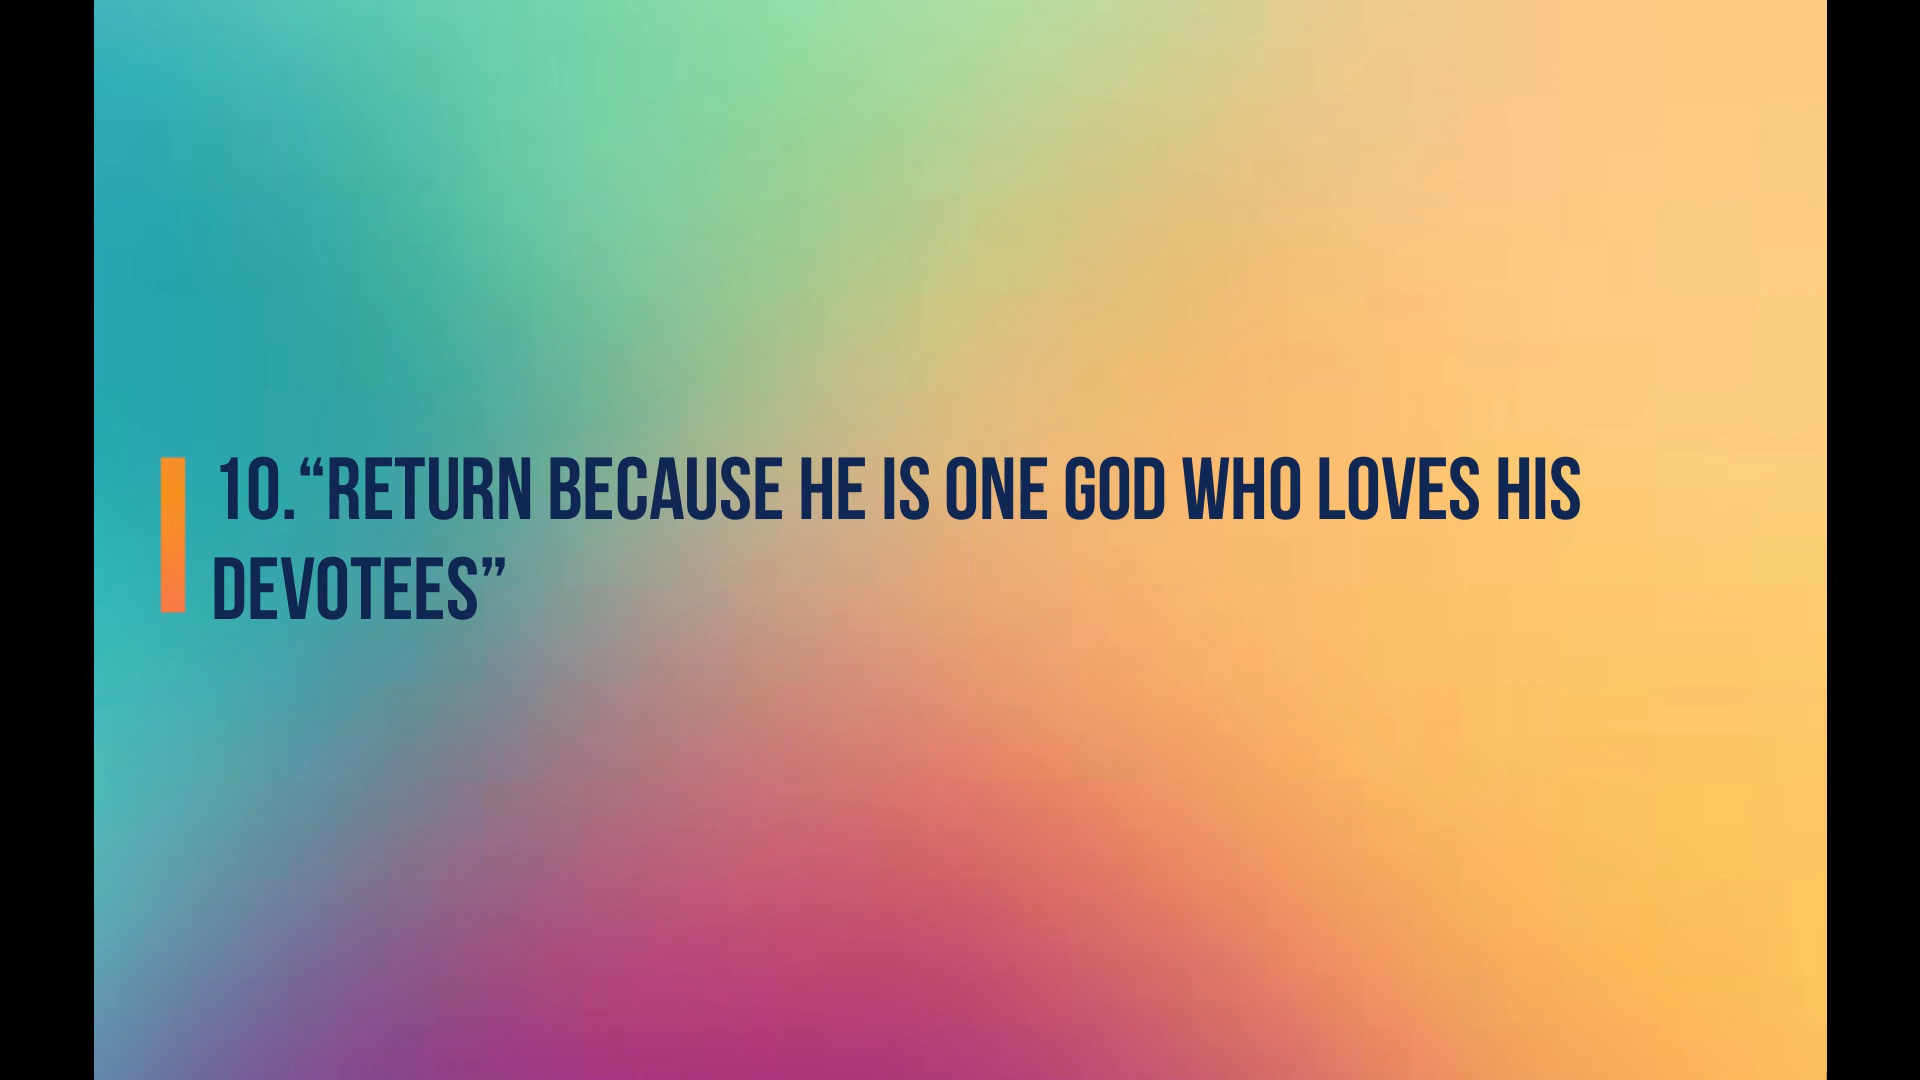 10.“RETURN BECAUSE HE IS ONE GOD WHO LOVES HIS
DEVOTEES”